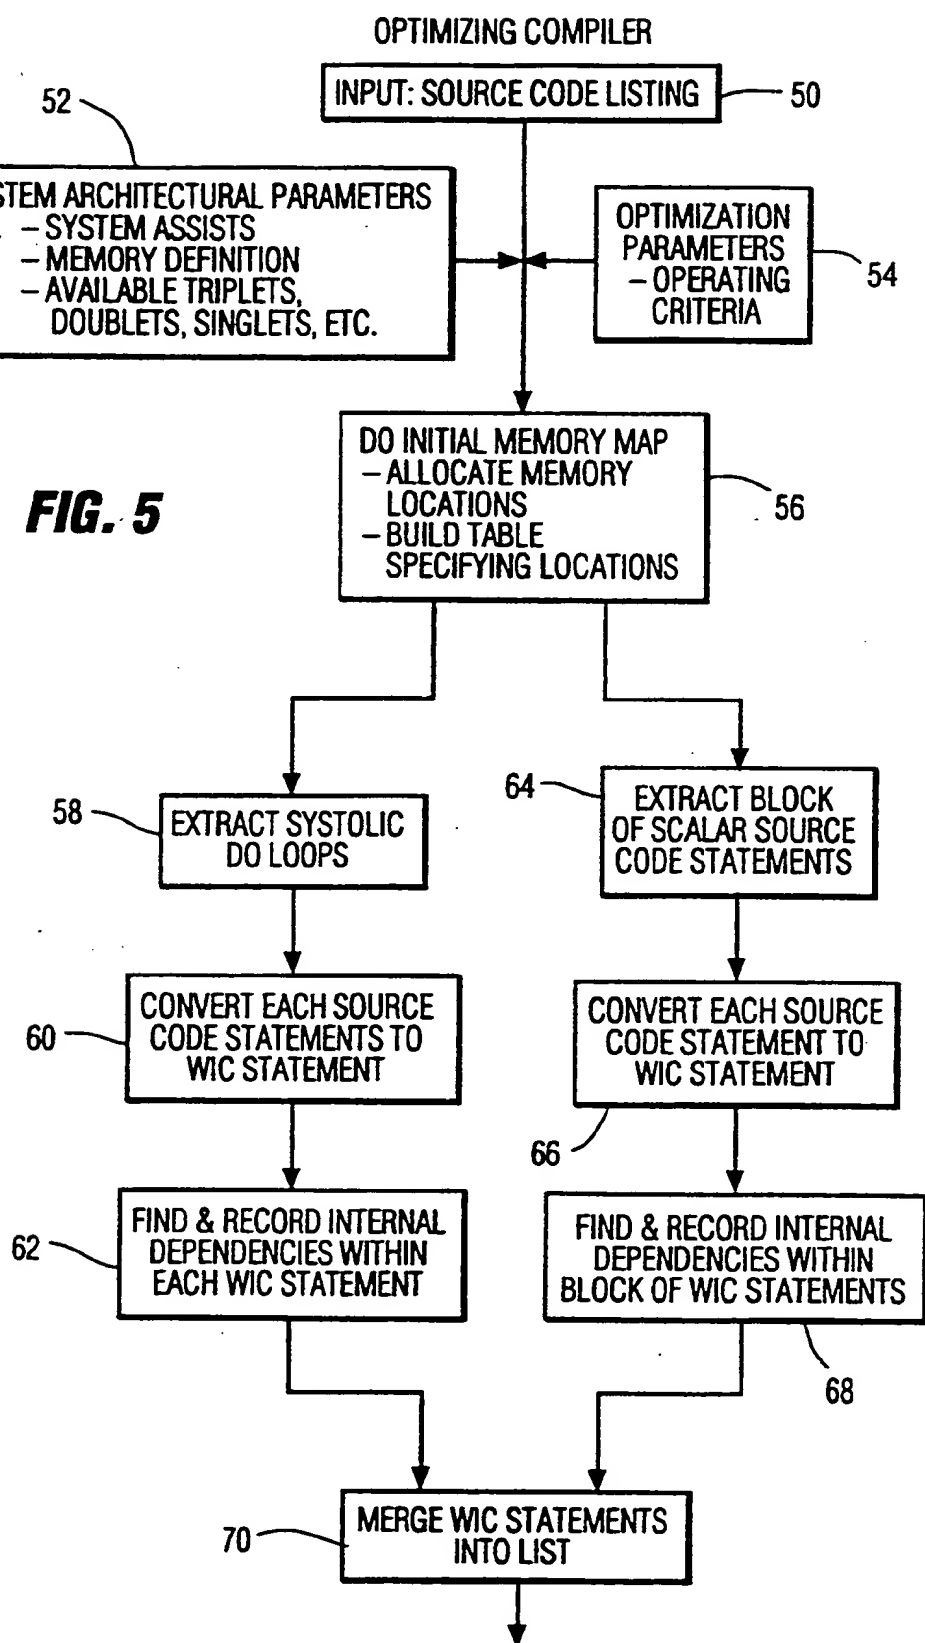 OPTIMIZING COMPILER
INPUT: SOURCE CODE LISTING
50
52
STEM ARCHITECTURAL PARAMETERS
– SYSTEM ASSISTS
– MEMORY DEFINITION
– AVAILABLE TRIPLETS,
DOUBLETS, SINGLETS, ETC.
OPTIMIZATION
PARAMETERS
– OPERATING
CRITERIA
54
DO INITIAL MEMORY MAP
– ALLOCATE MEMORY
LOCATIONS
– BUILD TABLE
SPECIFYING LOCATIONS
56
FIG. 5
58
EXTRACT SYSTOLIC
DO LOOPS
64
EXTRACT BLOCK
OF SCALAR SOURCE
CODE STATEMENTS
60
CONVERT EACH SOURCE
CODE STATEMENTS TO
WIC STATEMENT
CONVERT EACH SOURCE
CODE STATEMENT TO
WIC STATEMENT
66
62
FIND & RECORD INTERNAL
DEPENDENCIES WITHIN
EACH WIC STATEMENT
FIND & RECORD INTERNAL
DEPENDENCIES WITHIN
BLOCK OF WIC STATEMENTS
68
70
MERGE WIC STATEMENTS
INTO LIST